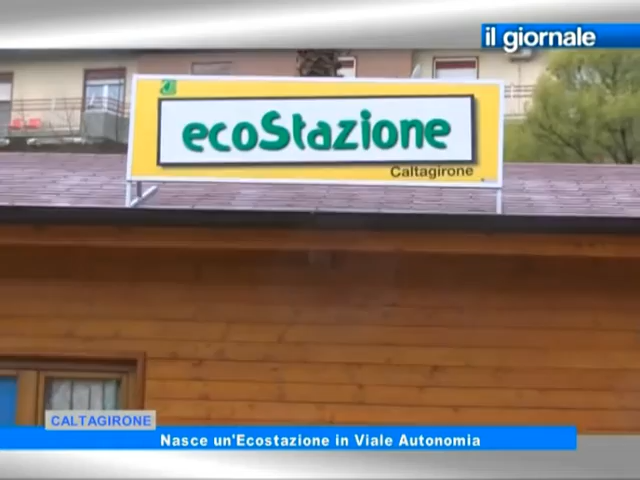 il giornale
ecoStazione
Caltagirone
CALTAGIRONE
Nasce un'Ecostazione in Viale Autonomia